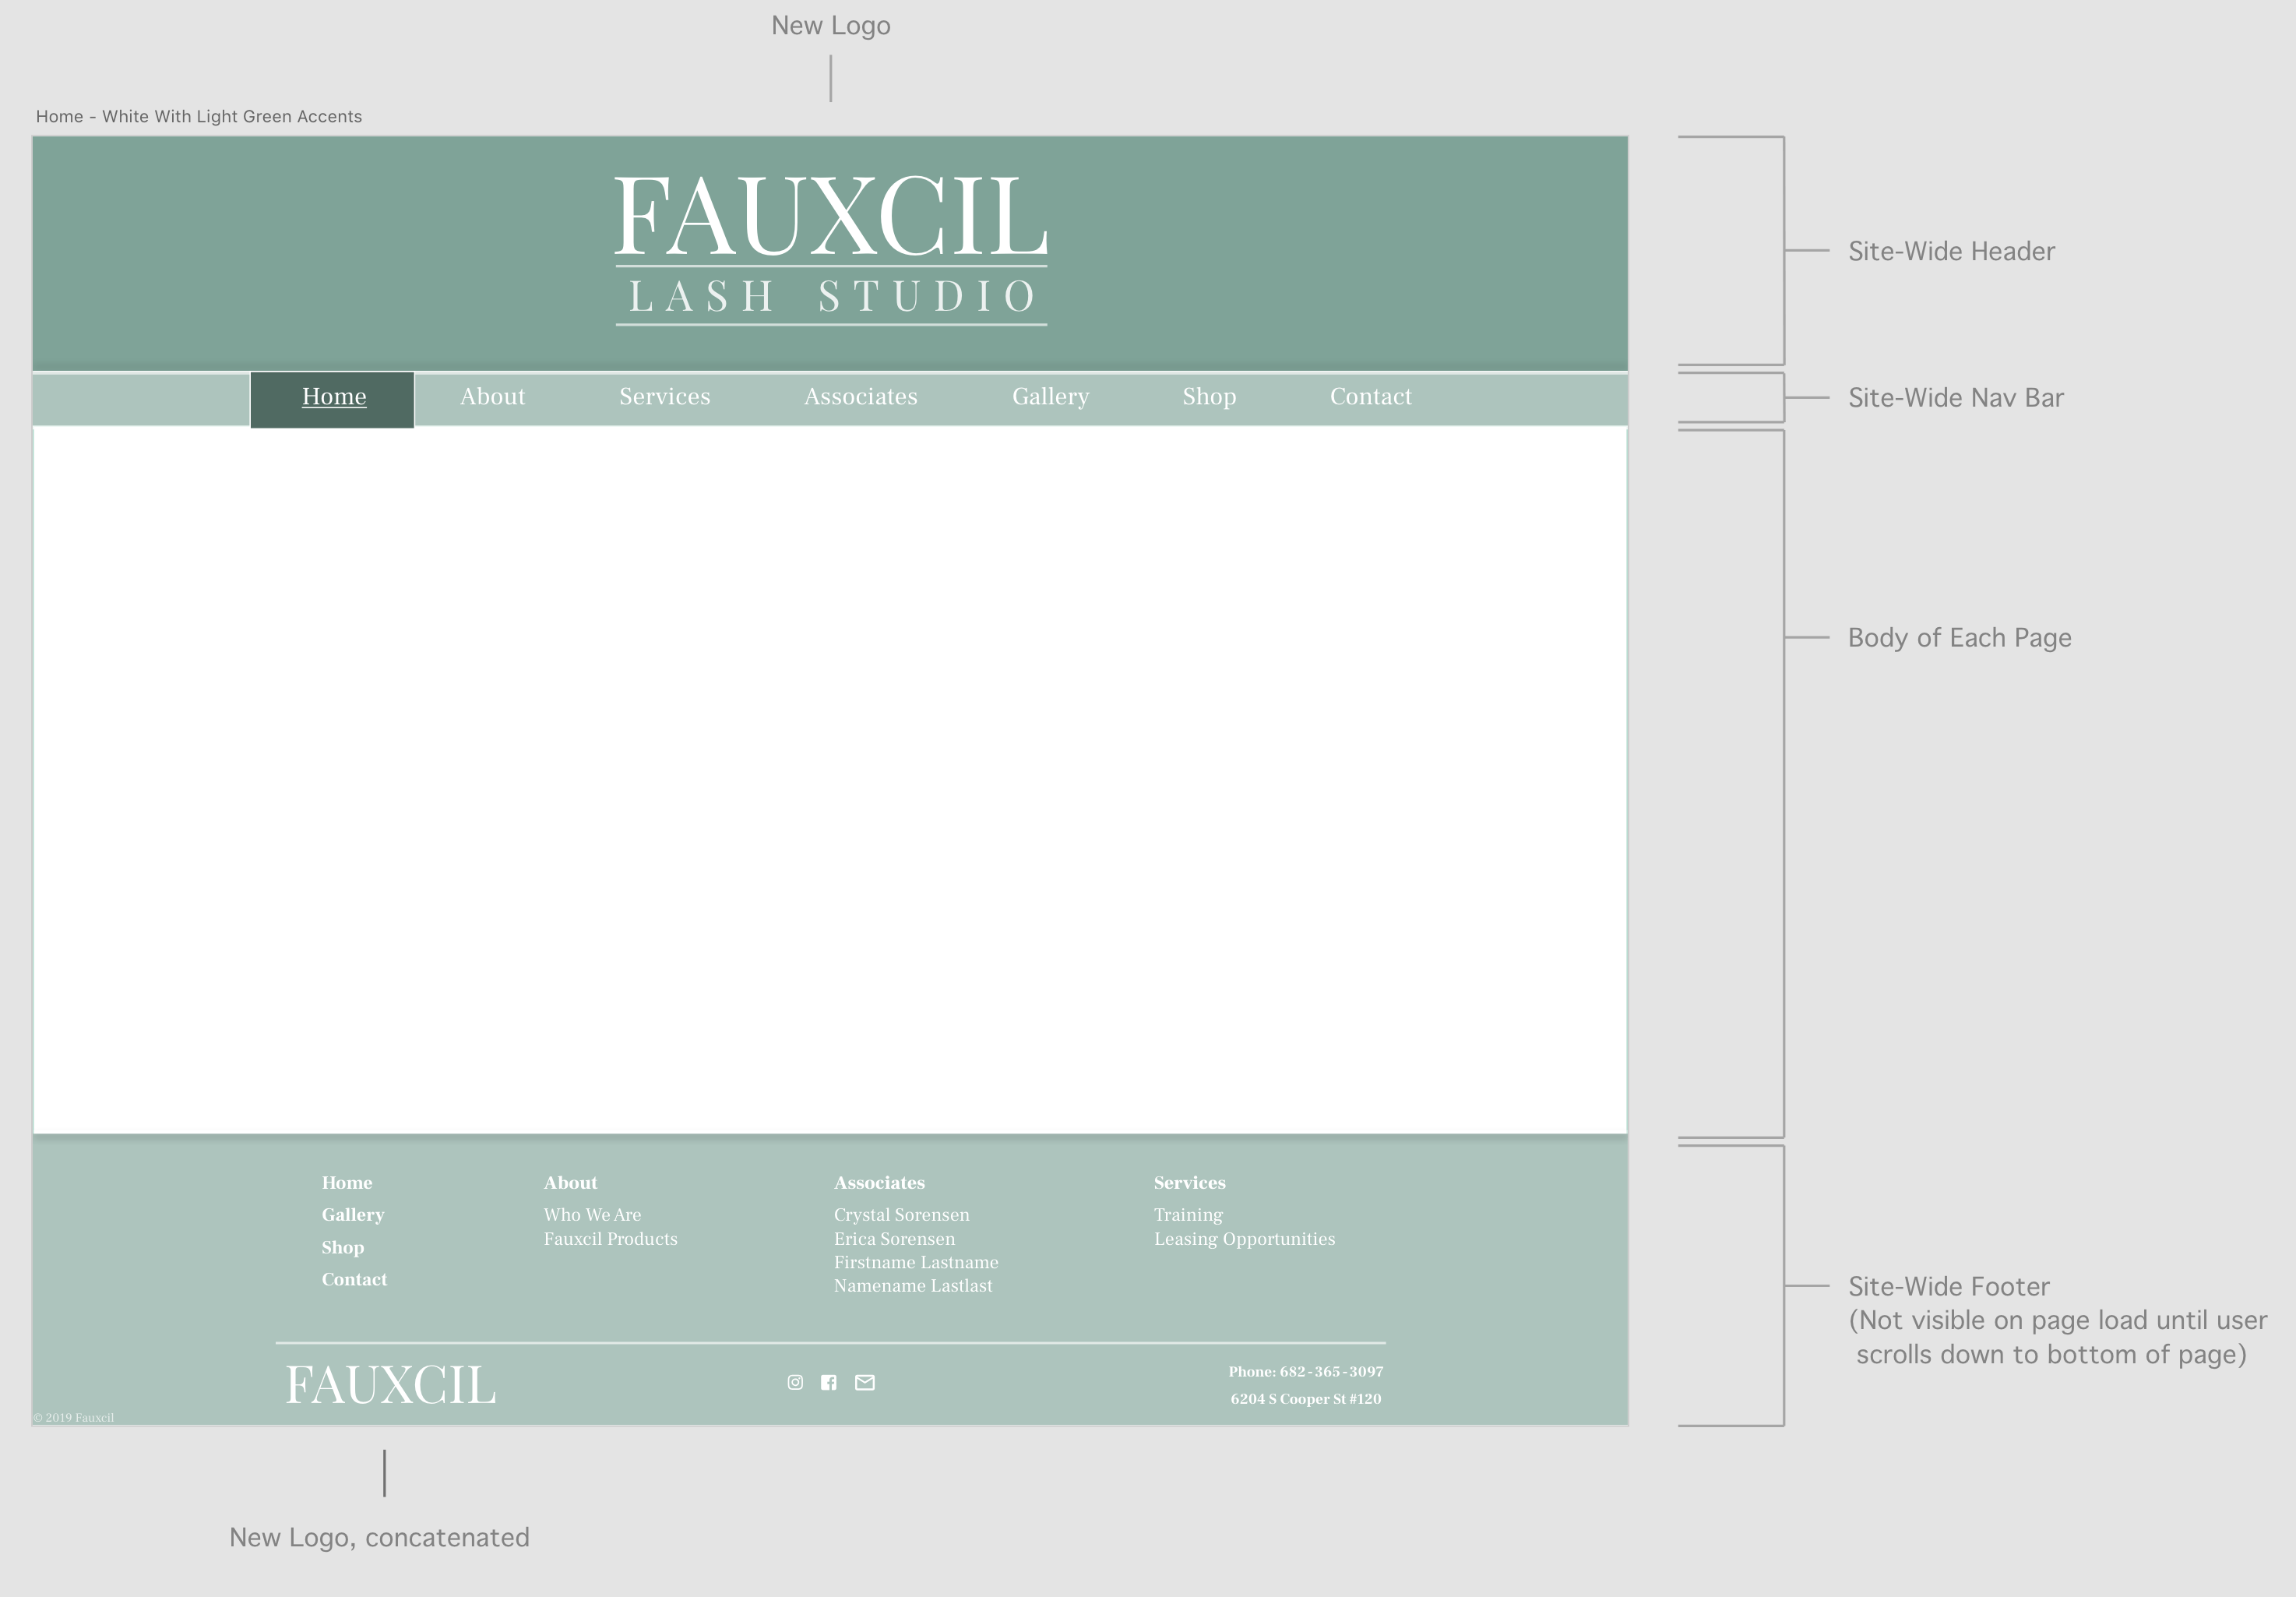 New Logo
Home - White With Light Green Accents
FAUXCIL
LASH STUDIO
Site-Wide Header
Home About Services Associates Gallery Shop Contact
Site-Wide Nav Bar
Body of Each Page
Home
Gallery
Shop
Contact
About
Who We Are
Fauxcil Products
Associates
Crystal Sorensen
Erica Sorensen
Firstname Lastname
Namename Lastlast
Services
Training
Leasing Opportunities
Site-Wide Footer
(Not visible on page load until user
scrolls down to bottom of page)
FAUXCIL
Phone: 682-365-3097
6204 S Cooper St #120
© 2019 Fauxcil
New Logo, concatenated